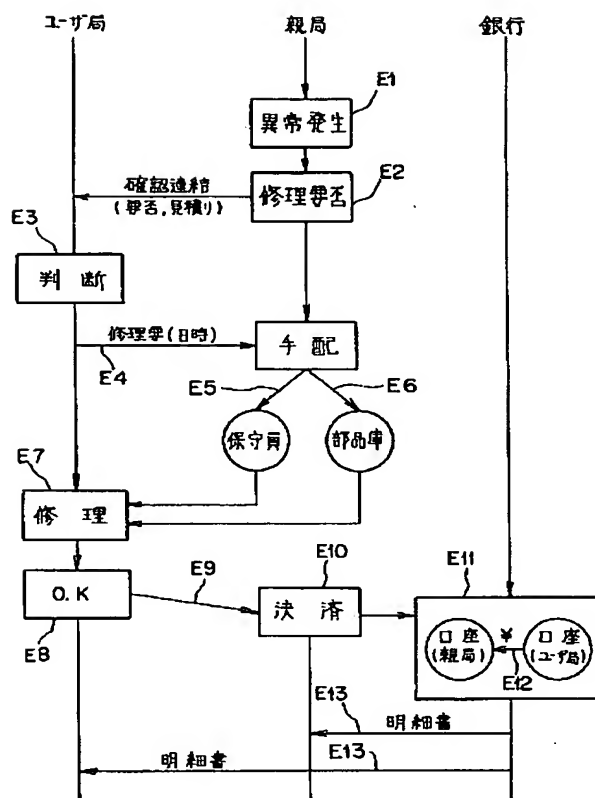 ユーザ局
親局
銀行
E1
異常発生
E2
修理要否
確認連結
(要否,見積り)
E3
判断
修理要(日時)
E4
手配
E5
E6
保守員
部品庫
E7
修理
E8
O.K
E9
E10
決済
E11
口座
(親局)
¥
口座
(ユーザ局)
E12
E13
明細書
明細書
E13